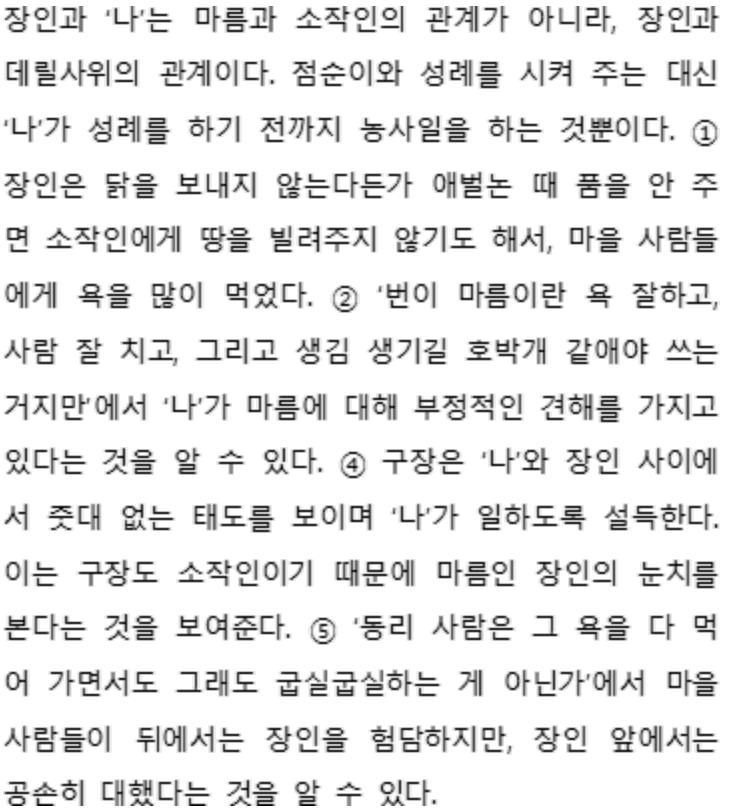 장인과 '나'는 마름과 소작인의 관계가 아니라, 장인과
데릴사위의 관계이다. 점순이와 성례를 시켜 주는 대신
'나'가 성례를 하기 전까지 농사일을 하는 것뿐이다. ①
장인은 닭을 보내지 않는다든가 애벌논 때 품을 안 주
면 소작인에게 땅을 빌려주지 않기도 해서, 마을 사람들
에게 욕을 많이 먹었다. ② '번이 마름이란 욕 잘하고,
사람 잘 치고, 그리고 생김 생기길 호박개 같애야 쓰는
거지만'에서 '나'가 마름에 대해 부정적인 견해를 가지고
있다는 것을 알 수 있다. ④ 구장은 '나'와 장인 사이에
서 줏대 없는 태도를 보이며 '나'가 일하도록 설득한다.
이는 구장도 소작인이기 때문에 마름인 장인의 눈치를
본다는 것을 보여준다. ⑤ '동리 사람은 그 욕을 다 먹
어 가면서도 그래도 굽실굽실하는 게 아닌가'에서 마을
사람들이 뒤에서는 장인을 험담하지만, 장인 앞에서는
공손히 대했다는 것을 알 수 있다.